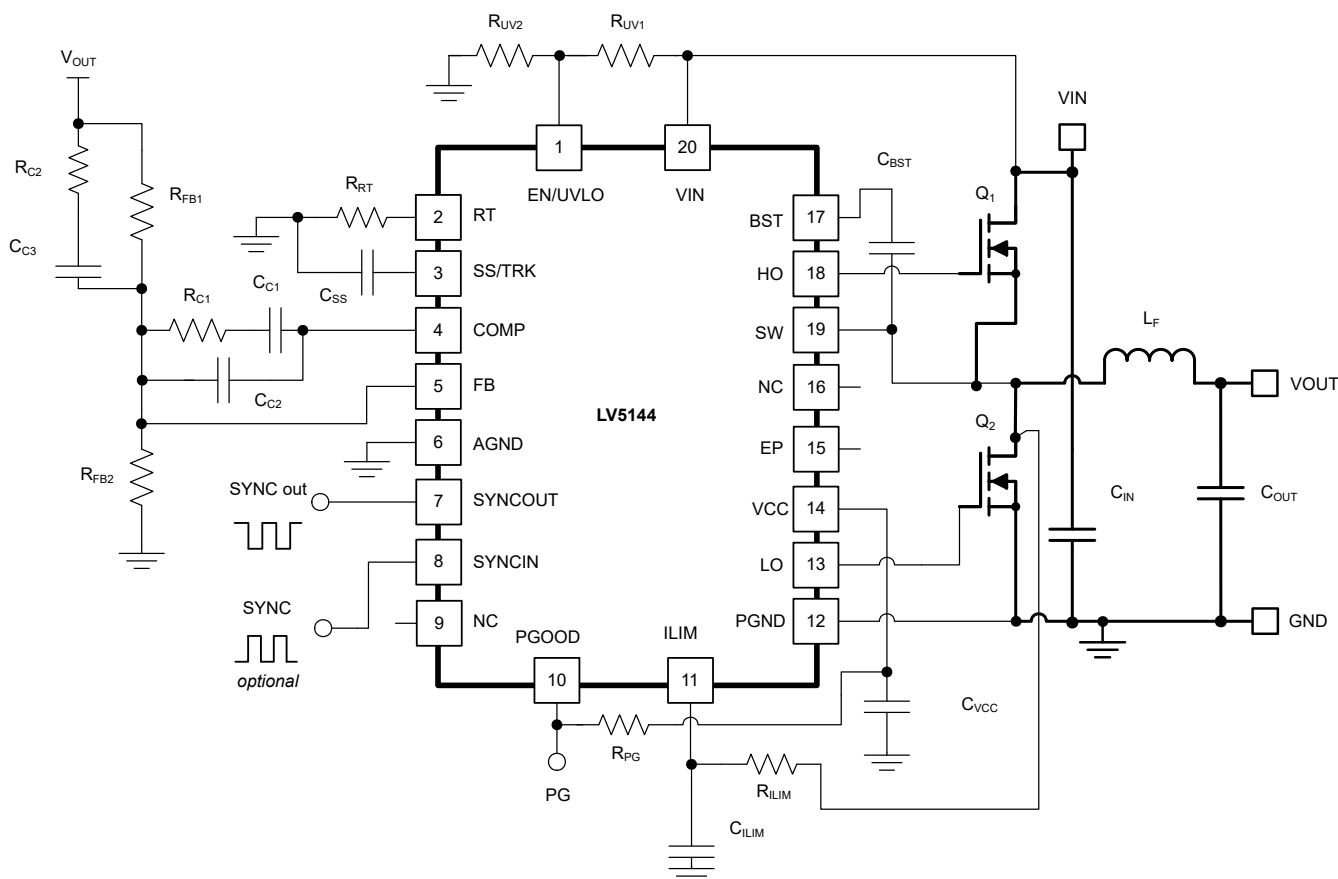 RUV2
RUV1
VOUT
VIN
1
20
CBST
RC2
RFB1
RRT
EN/UVLO
VIN
Q1
2
RT
BST
17
CC3
3
SS/TRK
HO
18
CC1
CSS
RC1
4
COMP
SW
19
LF
5
FB
NC
16
VOUT
CC2
LV5144
Q2
6
AGND
EP
15
RFB2
SYNC out
7
SYNCOUT
VCC
14
CIN
COUT
8
SYNCIN
LO
13
SYNC
9
NC
PGOOD
ILIM
PGND
12
GND
optional
10
11
RPG
CVCC
PG
RILIM
CILIM